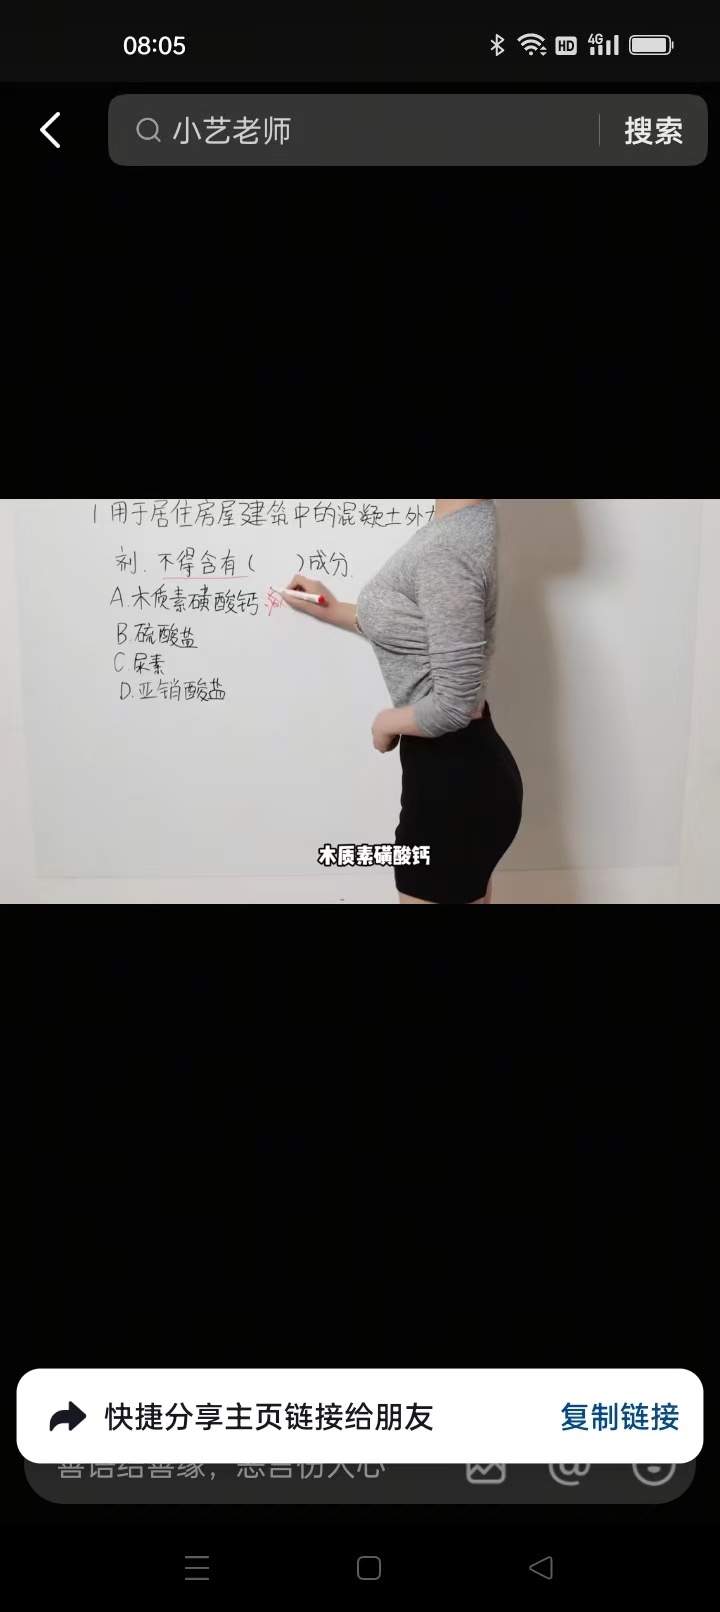 08:05
HD
4G
小艺老师
搜索
1用于居住房屋建筑中的混凝土外
剂.不得含有( )成分.
A.木质素磺酸钙
B.硫酸盐
C.尿素
D.亚销酸盐
木质素磺酸钙
快捷分享主页链接给朋友
复制链接
善语结善缘，恶言伤人心